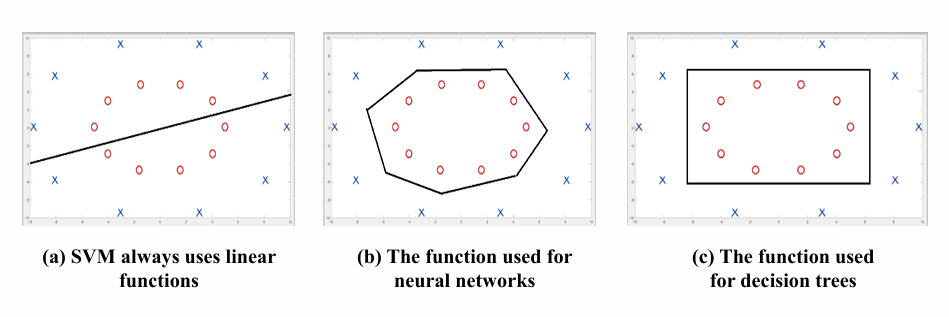 (a) SVM always uses linear
functions
(b) The function used for
neural networks
(c) The function used
for decision trees